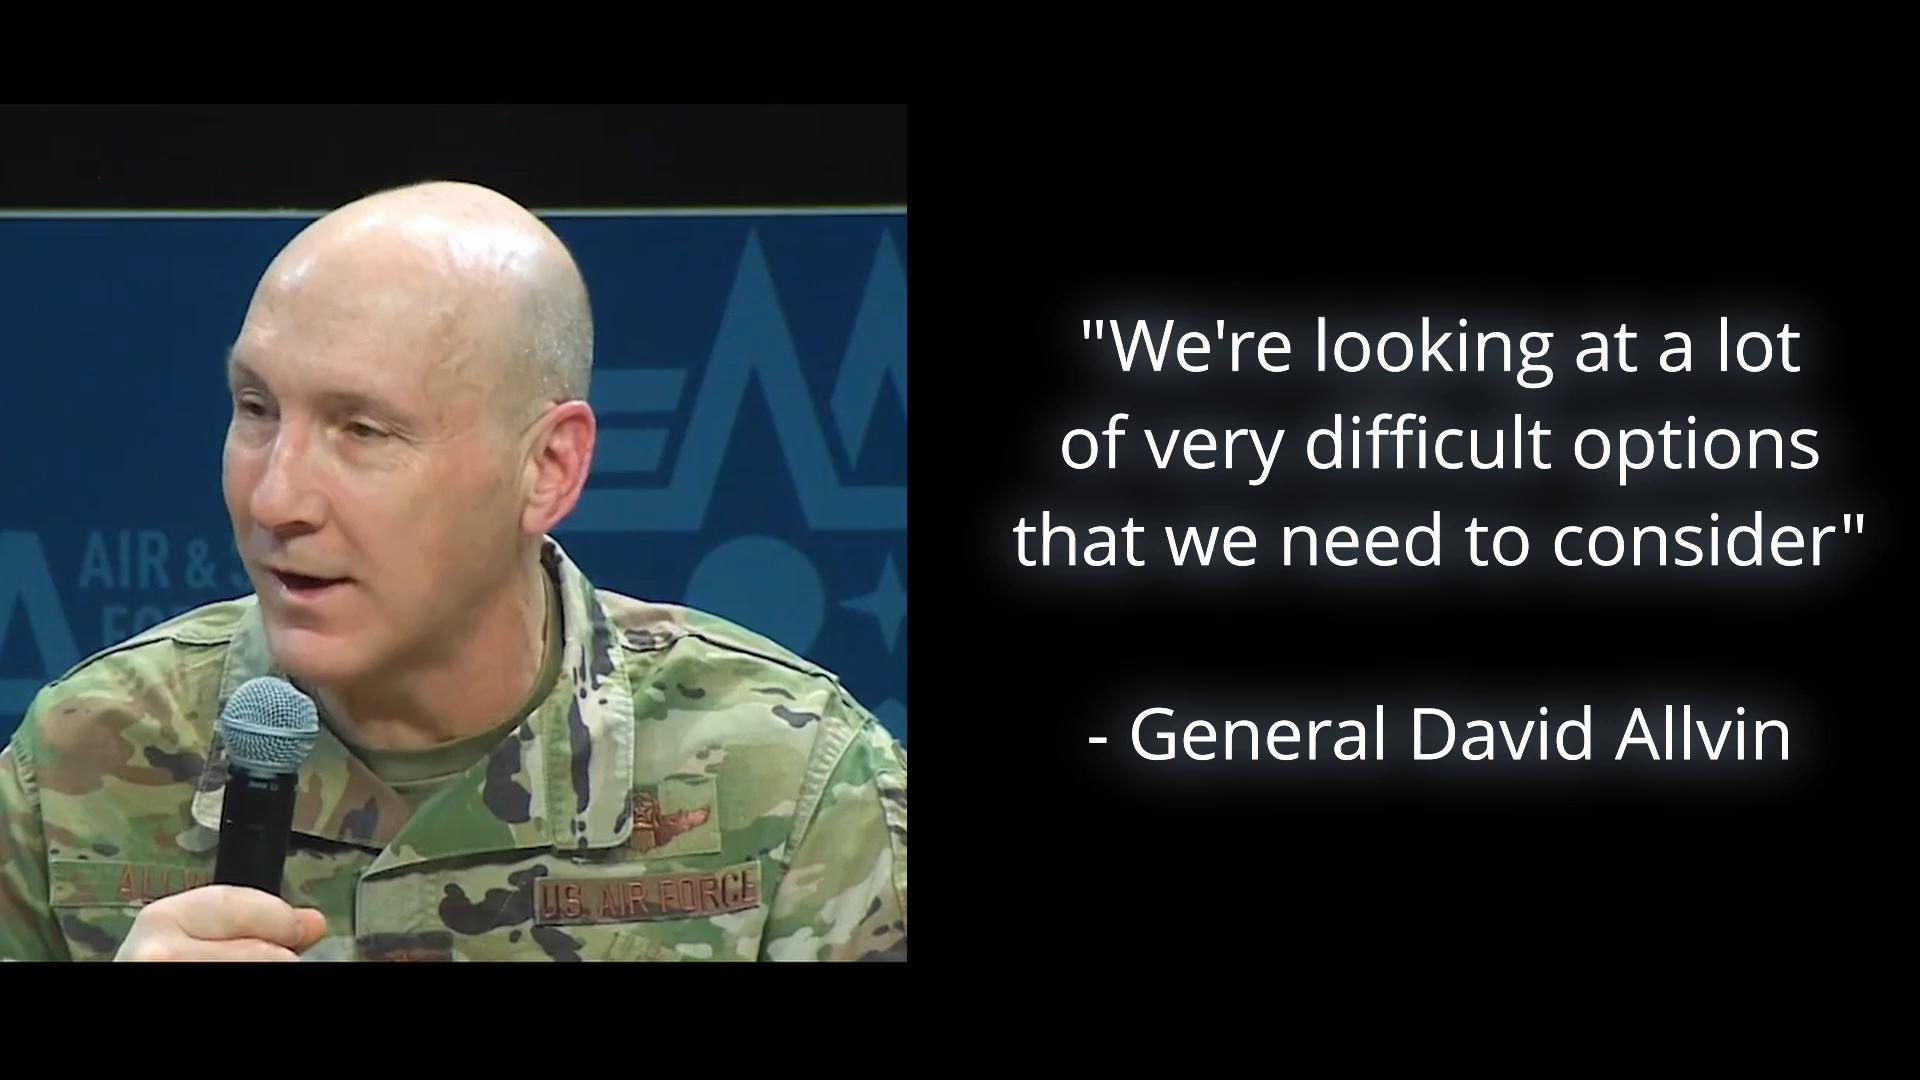 AIR &
ALLV
US AIR FORCE
"We're looking at a lot
of very difficult options
that we need to consider"
- General David Allvin